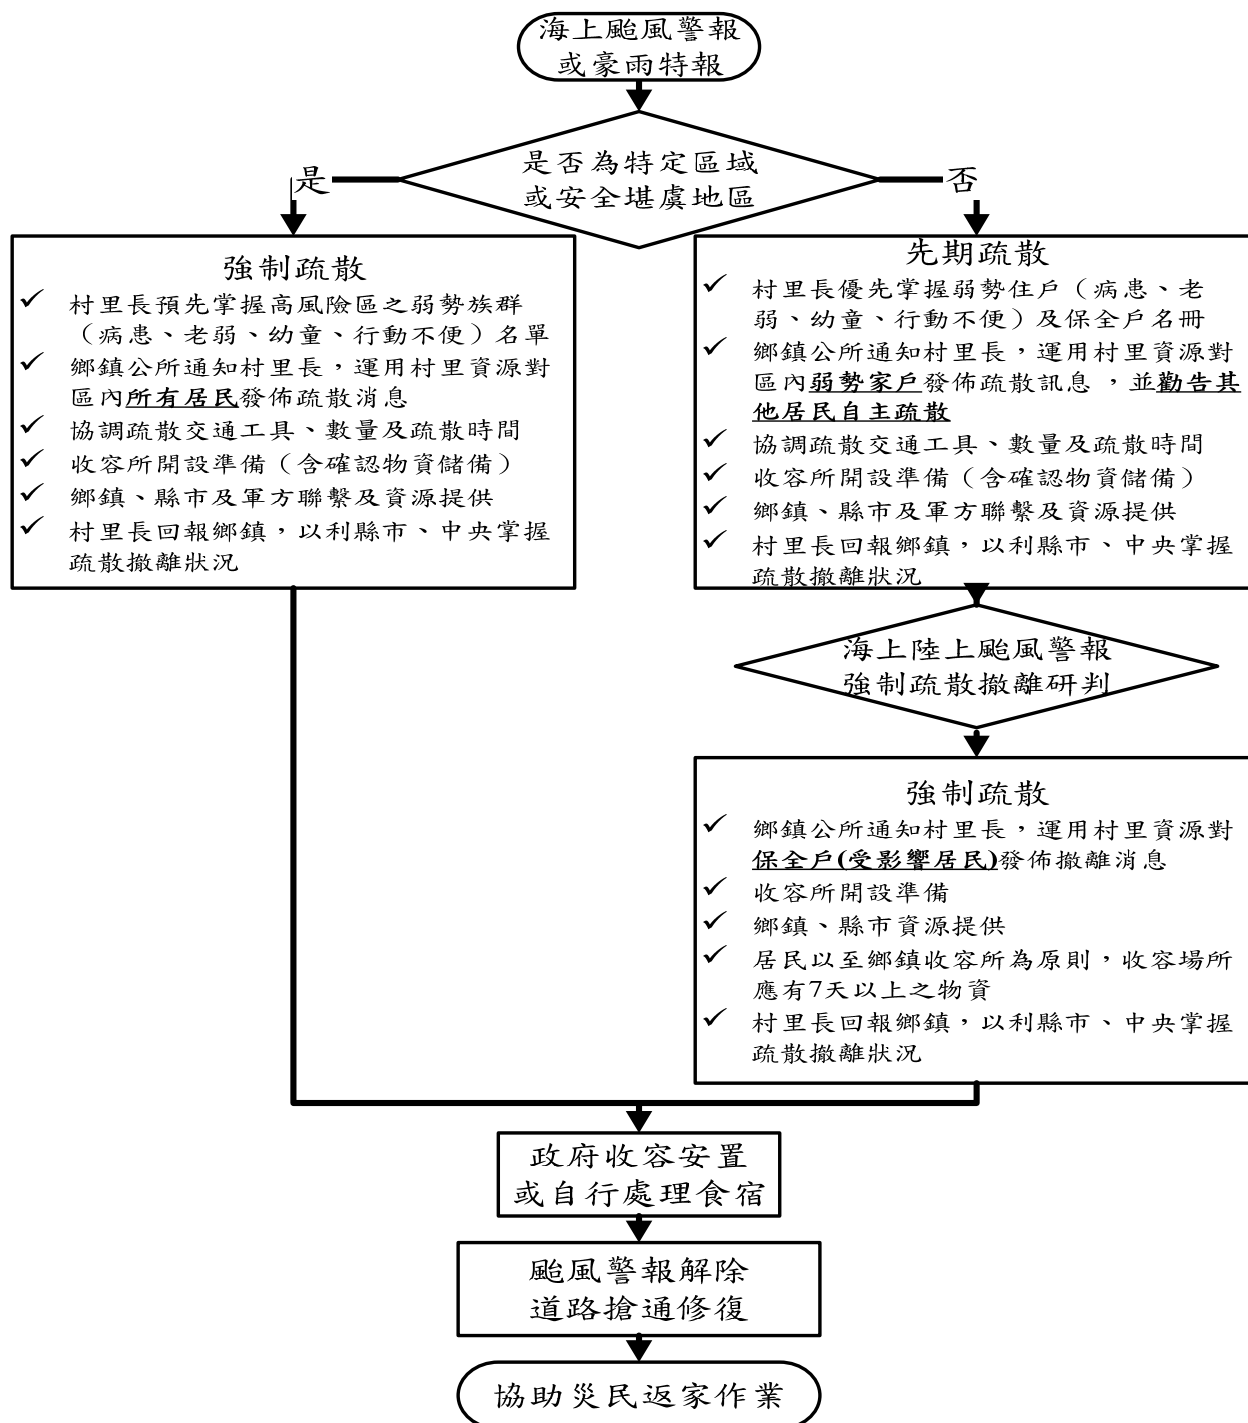 海上颱風警報
或豪雨特報
是否為特定區域
或安全堪虞地區
是
否
強制疏散
✓ 村里長預先掌握高風險區之弱勢族群
（病患、老弱、幼童、行動不便）名單
✓ 鄉鎮公所通知村里長，運用村里資源對
區內所有居民發佈疏散消息
✓ 協調疏散交通工具、數量及疏散時間
✓ 收容所開設準備（含確認物資儲備）
✓ 鄉鎮、縣市及軍方聯繫及資源提供
✓ 村里長回報鄉鎮，以利縣市、中央掌握
疏散撤離狀況
先期疏散
✓ 村里長優先掌握弱勢住戶（病患、老
弱、幼童、行動不便）及保全戶名冊
✓ 鄉鎮公所通知村里長，運用村里資源對
區內弱勢家戶發佈疏散訊息，並勸告其
他居民自主疏散
✓ 協調疏散交通工具、數量及疏散時間
✓ 收容所開設準備（含確認物資儲備）
✓ 鄉鎮、縣市及軍方聯繫及資源提供
✓ 村里長回報鄉鎮，以利縣市、中央掌握
疏散撤離狀況
海上陸上颱風警報
強制疏散撤離研判
強制疏散
✓ 鄉鎮公所通知村里長，運用村里資源對
保全戶(受影響居民)發佈撤離消息
✓ 收容所開設準備
✓ 鄉鎮、縣市資源提供
✓ 居民以至鄉鎮收容所為原則，收容場所
應有7天以上之物資
✓ 村里長回報鄉鎮，以利縣市、中央掌握
疏散撤離狀況
政府收容安置
或自行處理食宿
颱風警報解除
道路搶通修復
協助災民返家作業